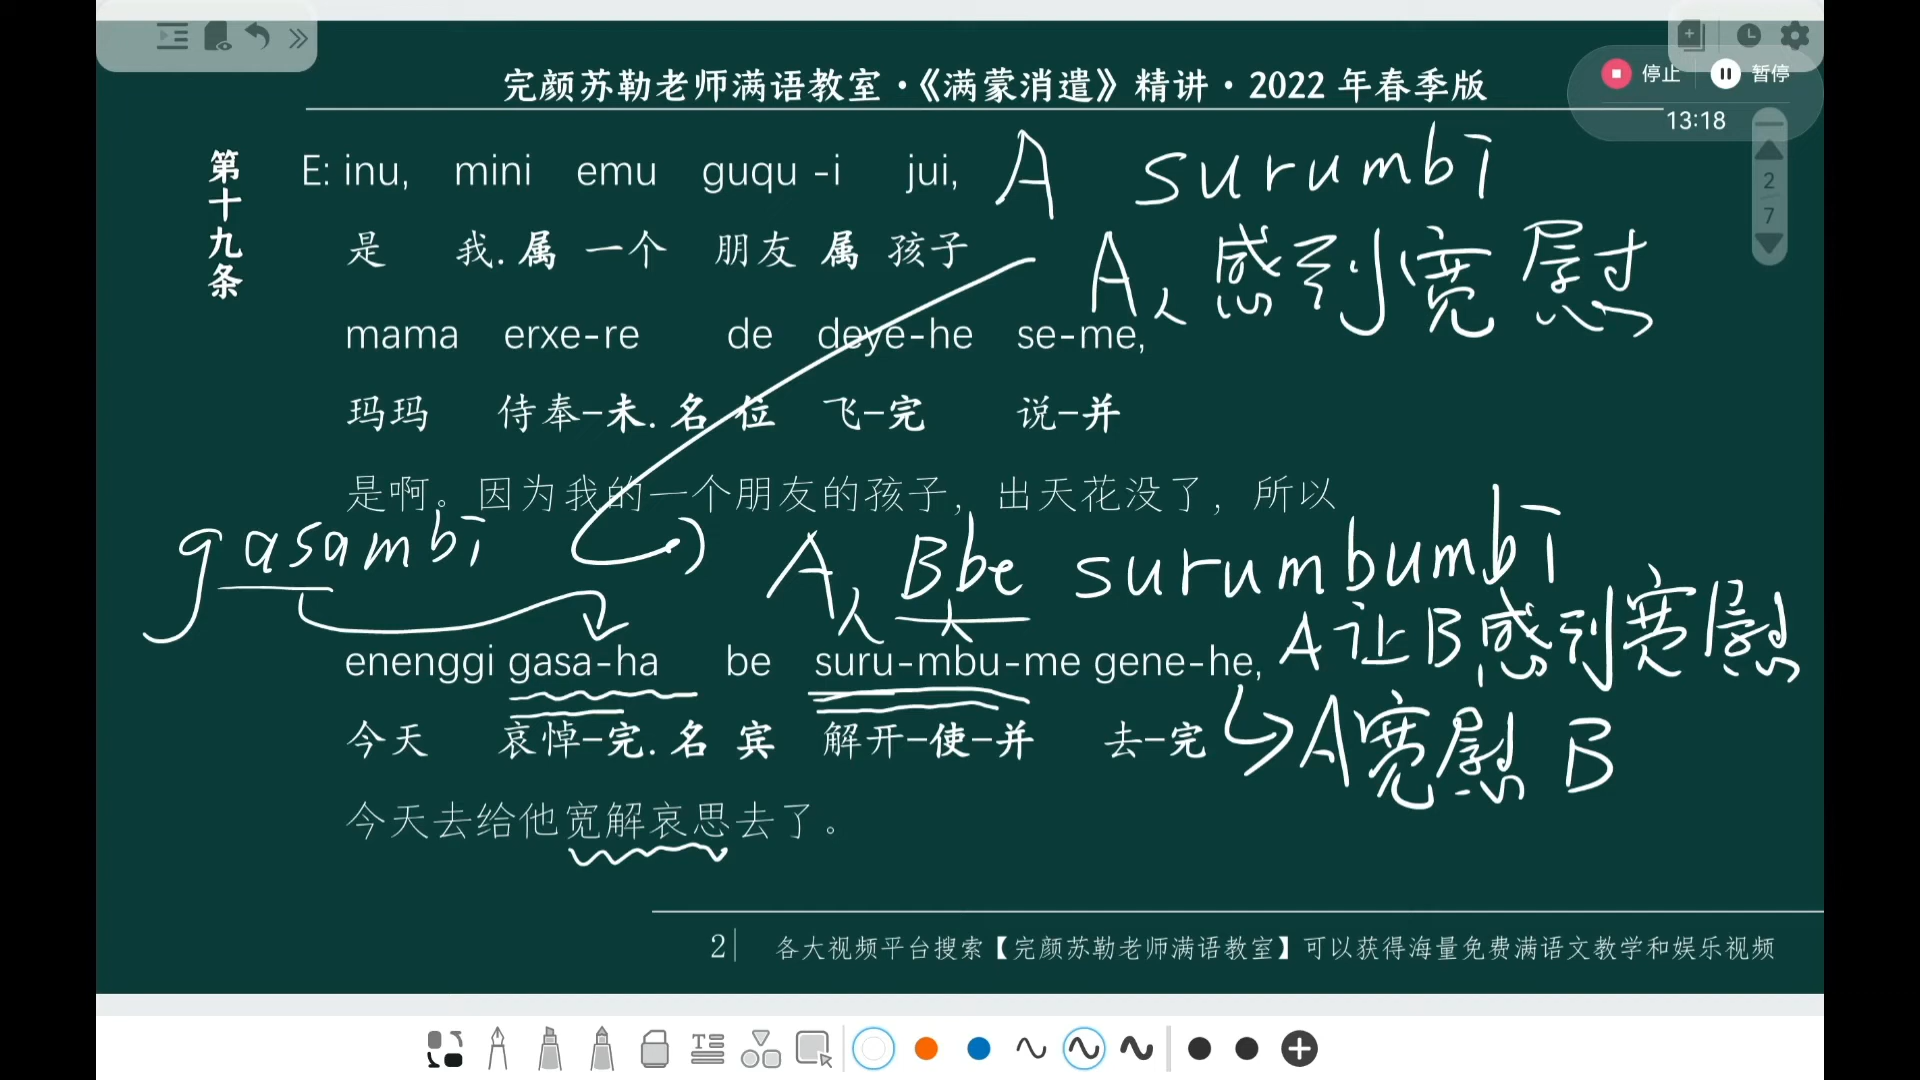 完颜苏勒老师满语教室·《满蒙消遣》精讲·2022 年春季版
停止 暂停
13:18
2
7
第十九条
E: inu, mini emu guqu -i jui,
是 我.属 一个 朋友 属 孩子
A surumbi
A人 感到宽慰
mama erxe-re de deye-he se-me,
玛玛 侍奉-未.名 位 飞-完 说-并
是啊。因为我的一个朋友的孩子，出天花没了，所以
gasambi
A人 B be surumbumbi
人
A让B感到宽慰
enenggi gasa-ha be suru-mbu-me gene-he,
今天 哀悼-完.名 宾 解开-使-并 去-完
A宽慰 B
今天去给他宽解哀思去了。
2
各大视频平台搜索【完颜苏勒老师满语教室】可以获得海量免费满语文教学和娱乐视频